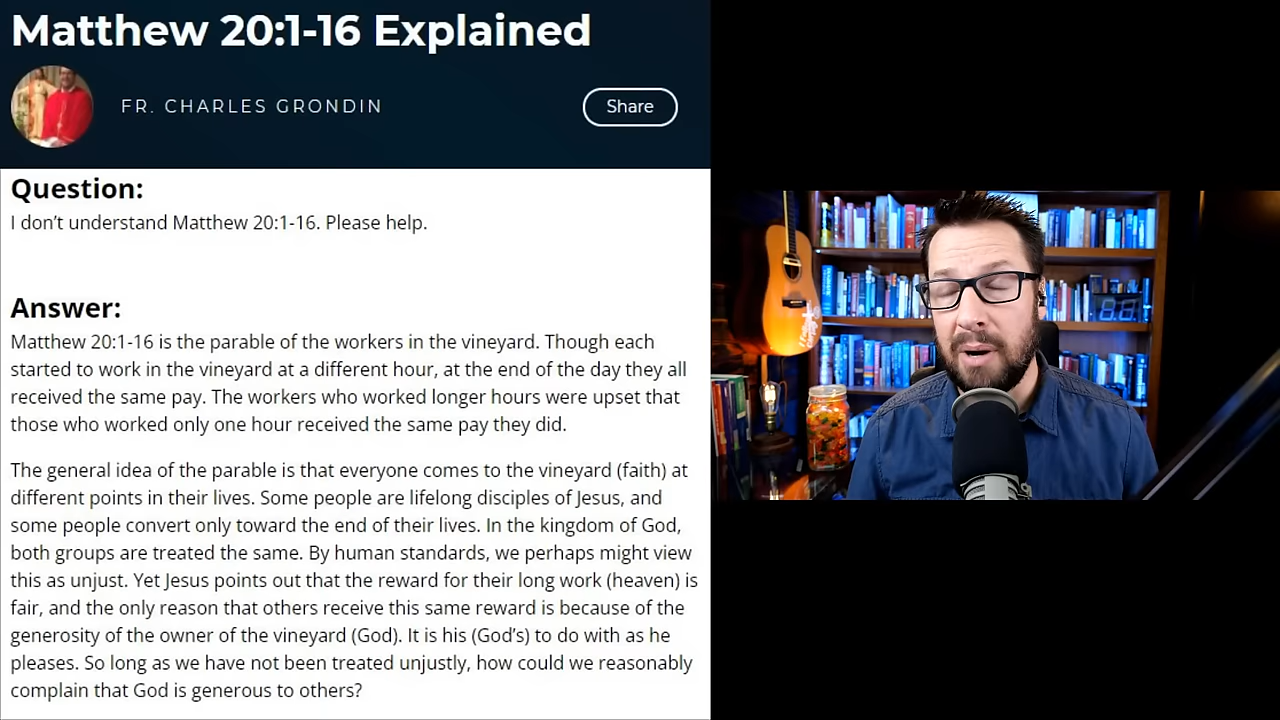 Matthew 20:1-16 Explained
FR. CHARLES GRONDIN
Share
Question:
I don’t understand Matthew 20:1-16. Please help.
Answer:
Matthew 20:1-16 is the parable of the workers in the vineyard. Though each
started to work in the vineyard at a different hour, at the end of the day they all
received the same pay. The workers who worked longer hours were upset that
those who worked only one hour received the same pay they did.
The general idea of the parable is that everyone comes to the vineyard (faith) at
different points in their lives. Some people are lifelong disciples of Jesus, and
some people convert only toward the end of their lives. In the kingdom of God,
both groups are treated the same. By human standards, we perhaps might view
this as unjust. Yet Jesus points out that the reward for their long work (heaven) is
fair, and the only reason that others receive this same reward is because of the
generosity of the owner of the vineyard (God). It is his (God’s) to do with as he
pleases. So long as we have not been treated unjustly, how could we reasonably
complain that God is generous to others?